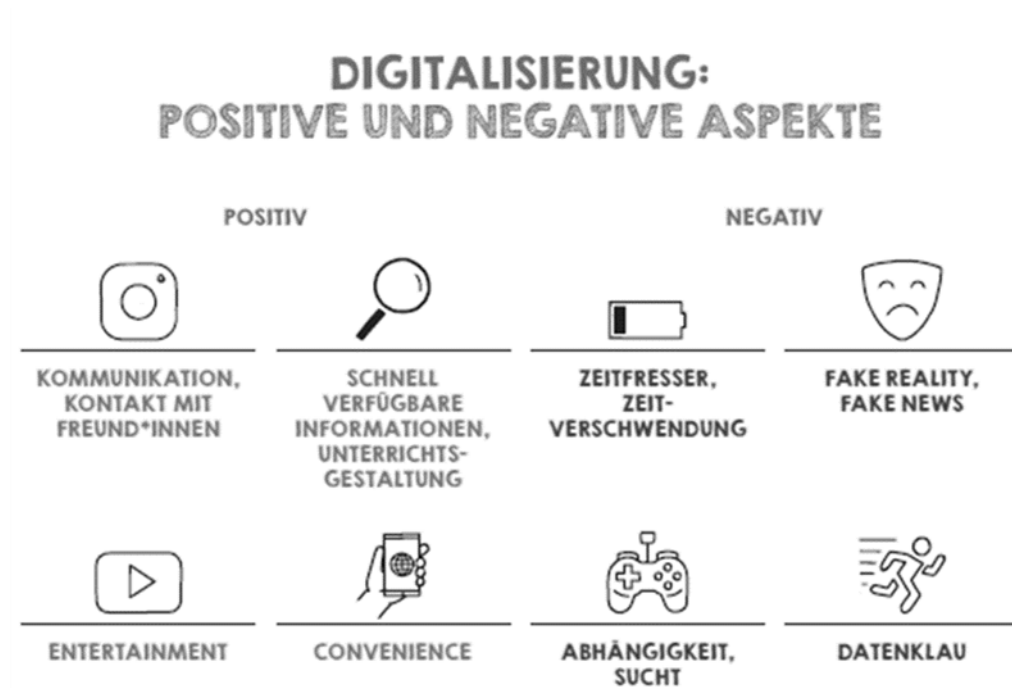 DIGITALISIERUNG:
POSITIVE UND NEGATIVE ASPEKTE
POSITIV
NEGATIV
KOMMUNIKATION,
KONTAKT MIT
FREUND*INNEN
SCHNELL
VERFÜGBARE
INFORMATIONEN,
UNTERRICHTS-
GESTALTUNG
ZEITFRESSER,
ZEIT-
VERSCHWENDUNG
FAKE REALITY,
FAKE NEWS
ENTERTAINMENT
CONVENIENCE
ABHÄNGIGKEIT,
SUCHT
DATENKLAU